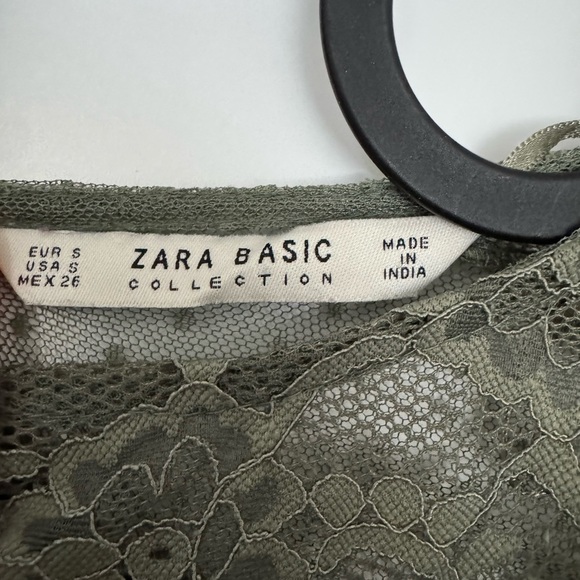 EUR S
USA S
MEX 26
ZARA BASIC
COLLECTION
MADE
IN
INDIA